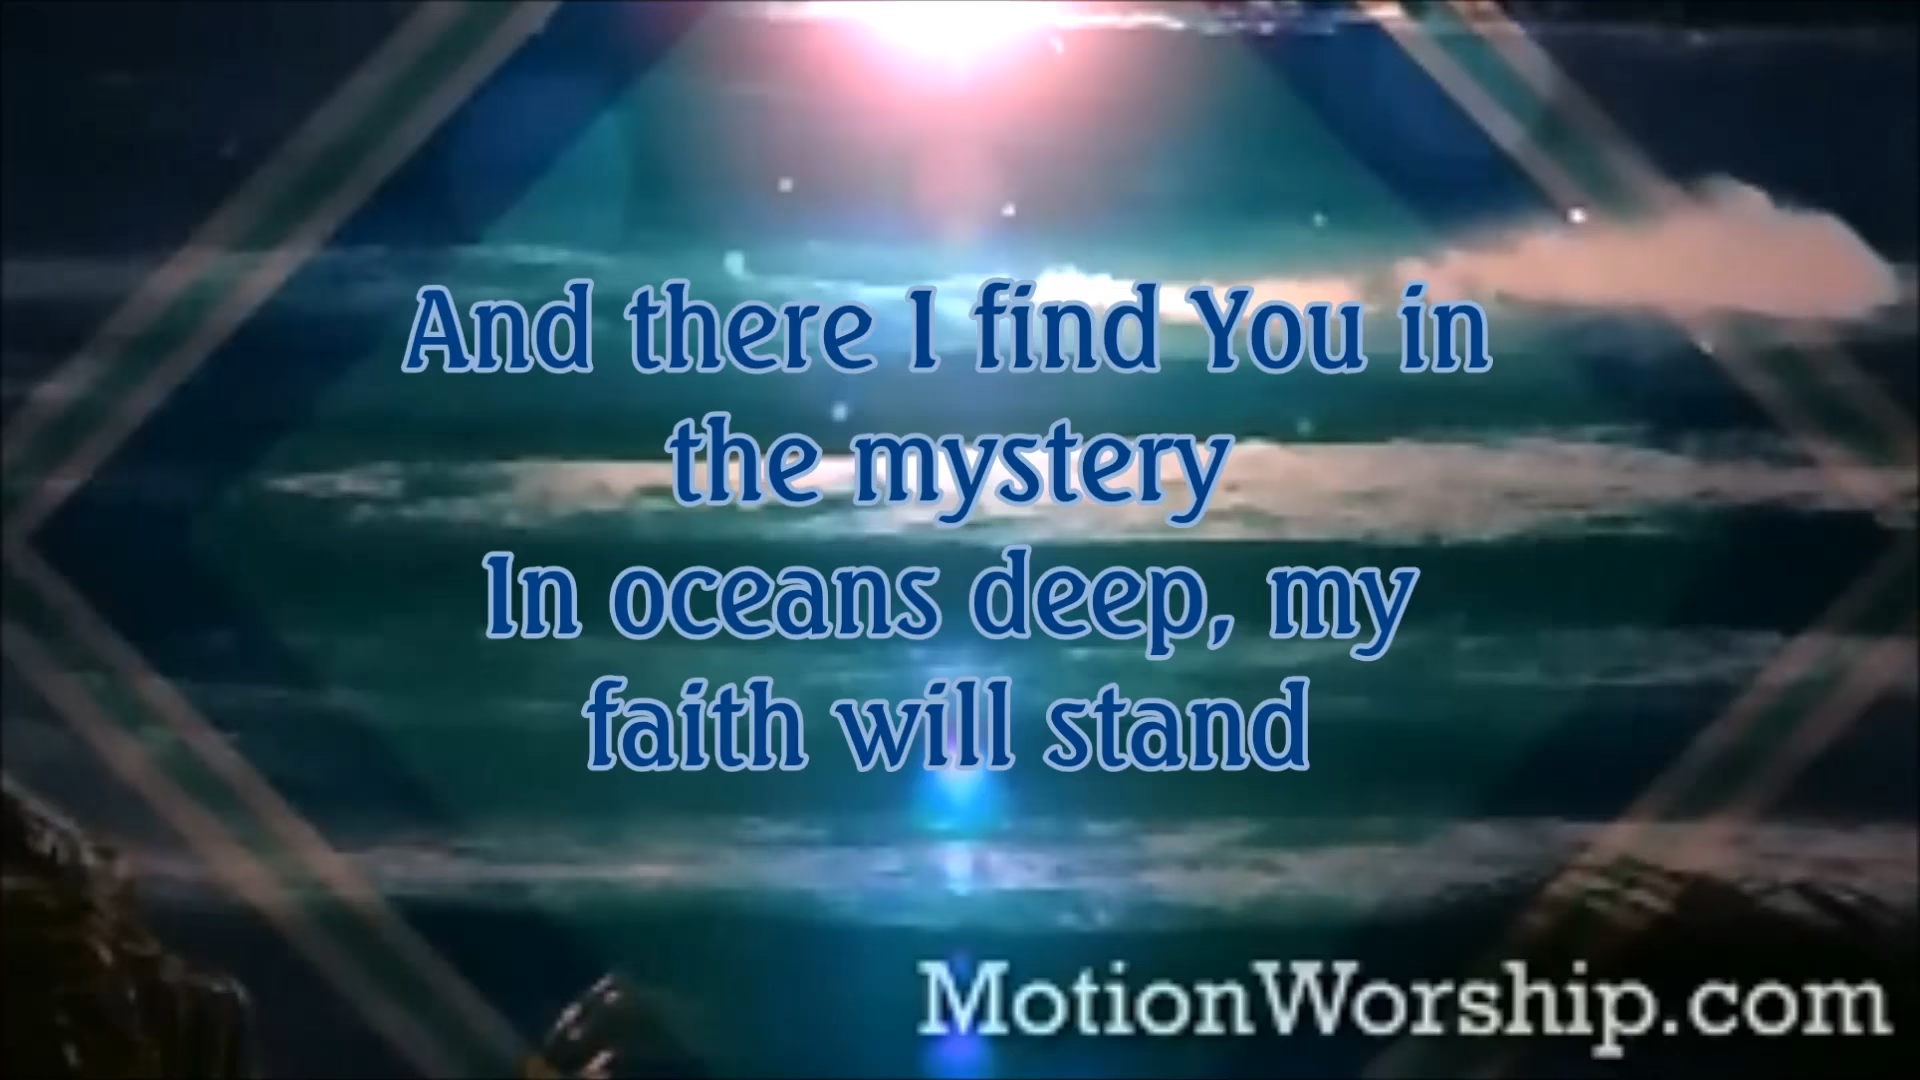 And there I find You in
the mystery
In oceans deep, my
faith will stand
MotionWorship.com